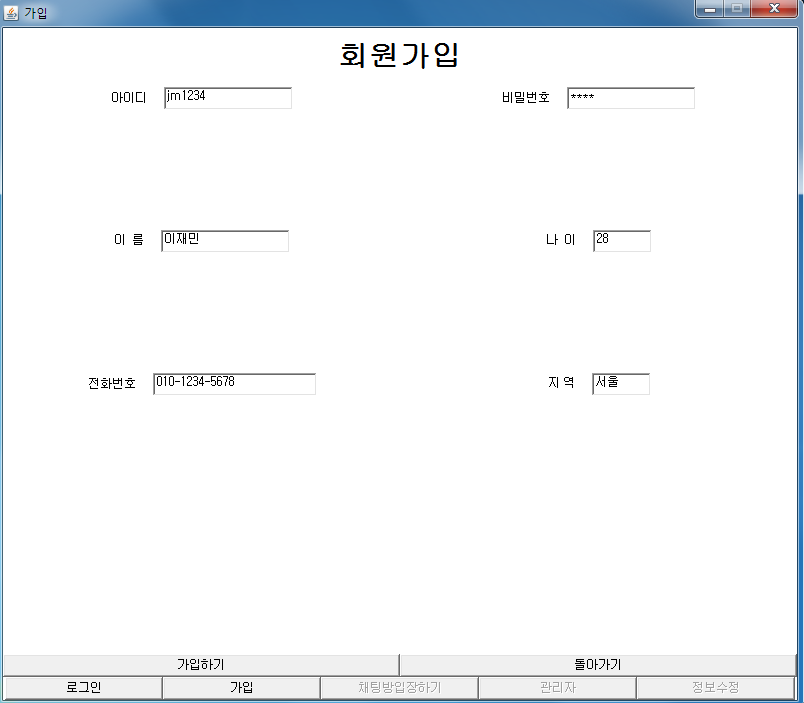 가입
회원가입
아이디 jm1234 비밀번호 ****
이 름 이재민 나 이 28
전화번호 010-1234-5678 지 역 서울
가입하기 돌아가기
로그인 가입 채팅방입장하기 관리자 정보수정